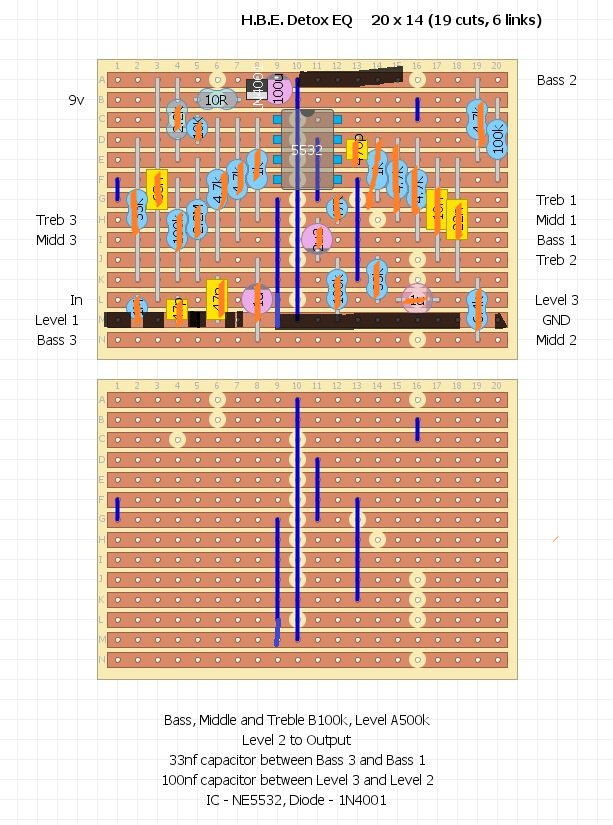 H.B.E. Detox EQ 20 x 14 (19 cuts, 6 links)
1 2 3 4 5 6 7 8 9 10 11 12 13 14 15 16 17 18 19 20
A
Bass 2
9v
B
10R
100u
C
100k
D
5532
E
F
4.7k
G
Treb 1
Treb 3
H
Midd 1
Midd 3
I
Bass 1
J
Treb 2
K
In
L
47p
1u
Level 3
Level 1
GND
Bass 3
N
20
Midd 2
1 2 3 4 5 6 7 8 9 10 11 12 13 14 15 16 17 18 19 20
A
B
C
D
E
F
G
H
I
J
K
L
M
N
Bass, Middle and Treble B100k, Level A500k
Level 2 to Output
33nf capacitor between Bass 3 and Bass 1
100nf capacitor between Level 3 and Level 2
IC - NE5532, Diode - 1N4001